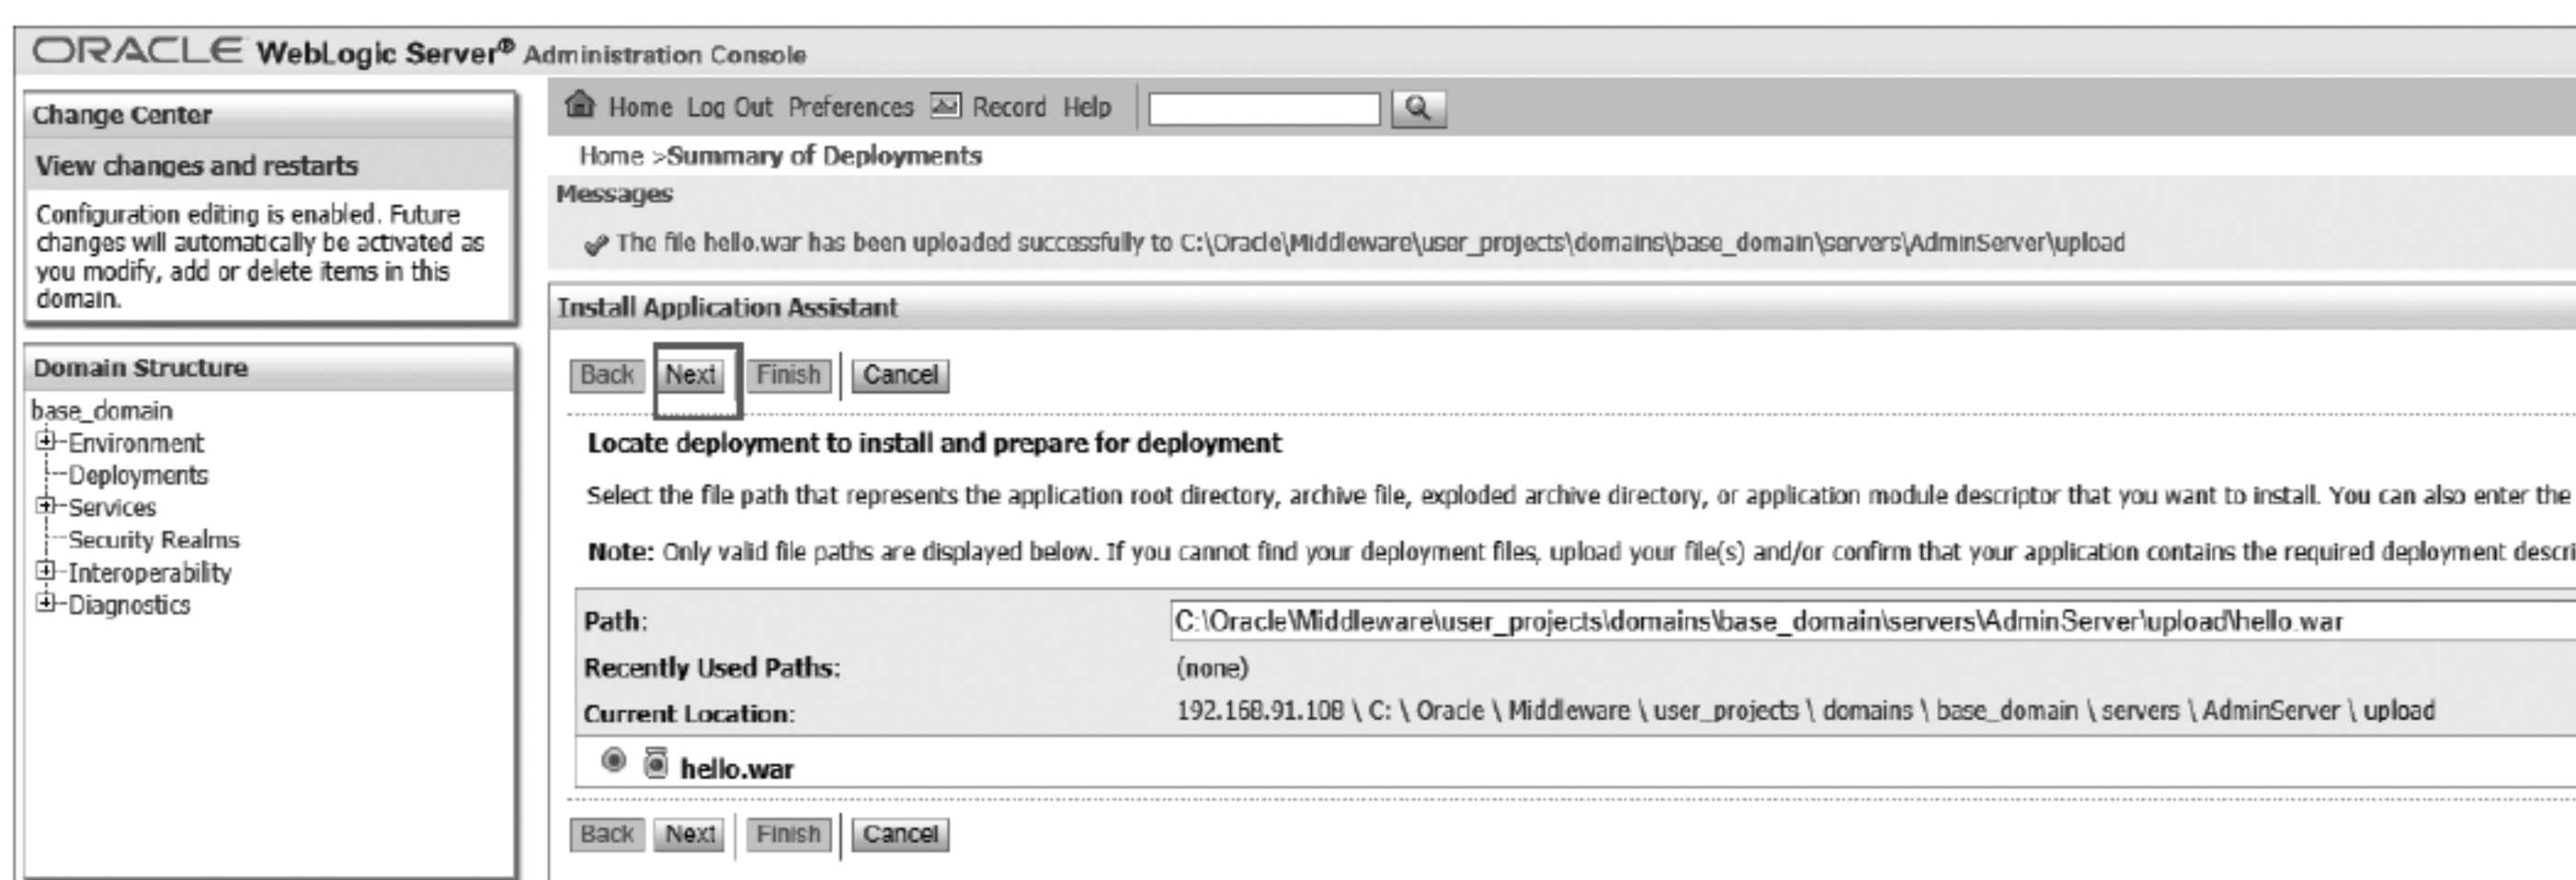 ORACLE WebLogic Server® Administration Console
Change Center
View changes and restarts
Configuration editing is enabled. Future
changes will automatically be activated as
you modify, add or delete items in this
domain.
Domain Structure
base_domain
Environment
Deployments
Services
Security Realms
Interoperability
Diagnostics
Home Log Out Preferences Record Help
Home >Summary of Deployments
Messages
The file hello.war has been uploaded successfully to C:\Oracle\Middleware\user_projects\domains\base_domain\servers\AdminServer\upload
Install Application Assistant
Back Next Finish Cancel
Locate deployment to install and prepare for deployment
Select the file path that represents the application root directory, archive file, exploded archive directory, or application module descriptor that you want to install. You can also enter the
Note: Only valid file paths are displayed below. If you cannot find your deployment files, upload your file(s) and/or confirm that your application contains the required deployment descri
Path: C:\Oracle\Middleware\user_projects\domains\base_domain\servers\AdminServer\upload\hello.war
Recently Used Paths: (none)
Current Location: 192.168.91.108 \ C: \ Oracle \ Middleware \ user_projects \ domains \ base_domain \ servers \ AdminServer \ upload
hello.war
Back Next Finish Cancel